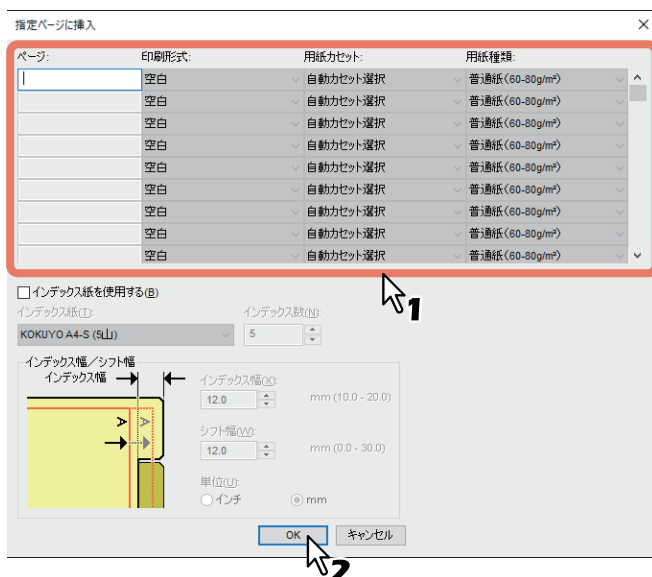 指定ページに挿入
ページ: 印刷形式: 用紙カセット: 用紙種類:
空白 自動カセット選択 普通紙(60-80g/m²)
空白 自動カセット選択 普通紙(60-80g/m²)
空白 自動カセット選択 普通紙(60-80g/m²)
空白 自動カセット選択 普通紙(60-80g/m²)
空白 自動カセット選択 普通紙(60-80g/m²)
空白 自動カセット選択 普通紙(60-80g/m²)
空白 自動カセット選択 普通紙(60-80g/m²)
空白 自動カセット選択 普通紙(60-80g/m²)
空白 自動カセット選択 普通紙(60-80g/m²)
1
インデックス紙を使用する(B)
インデックス紙(T): インデックス数(N):
KOKUYO A4-S (5山) 5
インデックス幅/シフト幅
インデックス幅 インデックス幅(X):
12.0 mm (10.0 - 20.0)
A A
シフト幅(W):
12.0 mm (0.0 - 30.0)
単位(U):
インチ mm
OK キャンセル
2